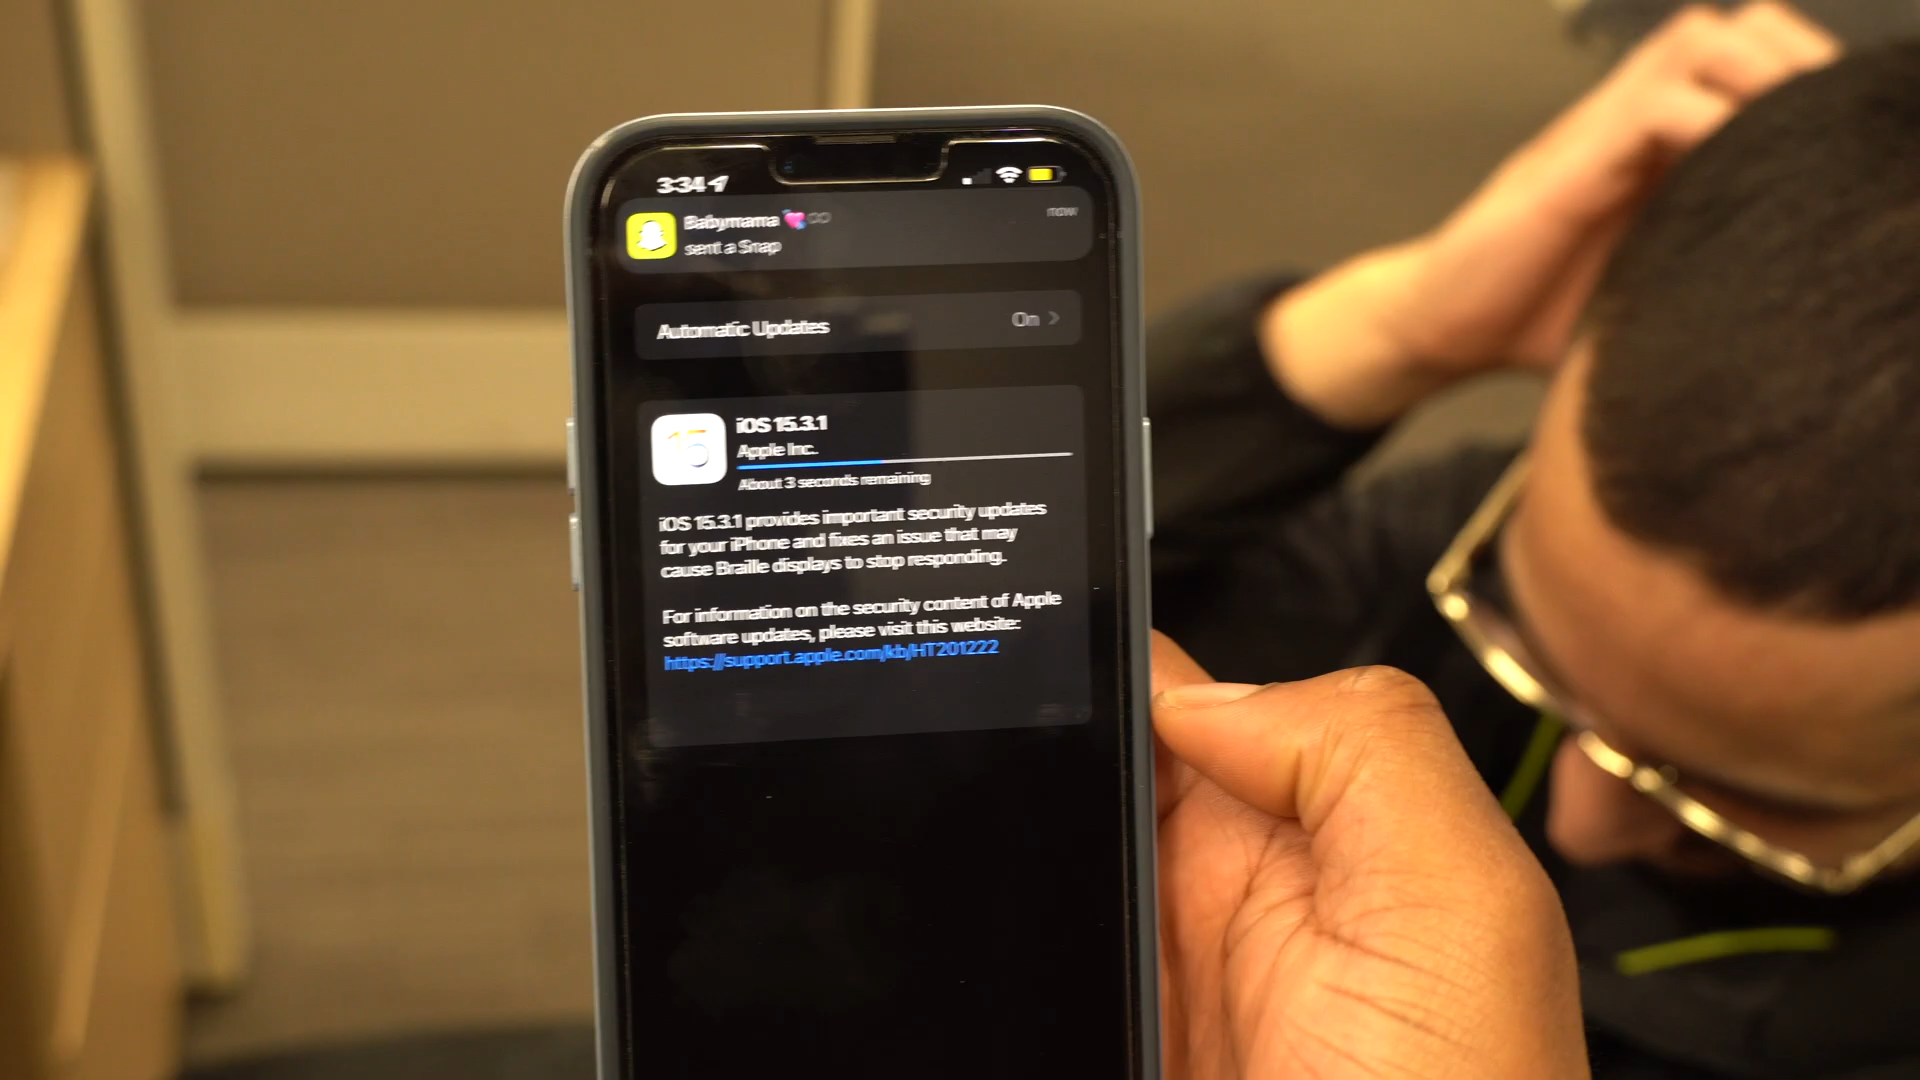 3:34
Babymama 💘
now
sent a Snap
Automatic Updates
On
15
iOS 15.3.1
Apple Inc.
About 3 seconds remaining
iOS 15.3.1 provides important security updates
for your iPhone and fixes an issue that may
cause Braille displays to stop responding.
For information on the security content of Apple
software updates, please visit this website:
https://support.apple.com/kb/HT201222